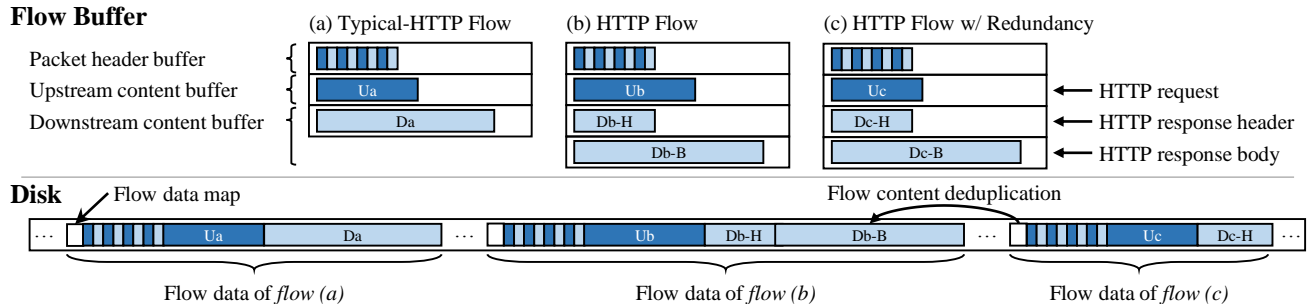 Flow Buffer
(a) Typical-HTTP Flow
(b) HTTP Flow
(c) HTTP Flow w/ Redundancy
Packet header buffer
Upstream content buffer
Ua
Ub
Uc
HTTP request
Downstream content buffer
Da
Db-H
Dc-H
HTTP response header
Db-B
Dc-B
HTTP response body
Disk
Flow data map
Flow content deduplication
...
Ua
Da
...
Ub
Db-H
Db-B
...
Uc
Dc-H
...
Flow data of flow (a)
Flow data of flow (b)
Flow data of flow (c)